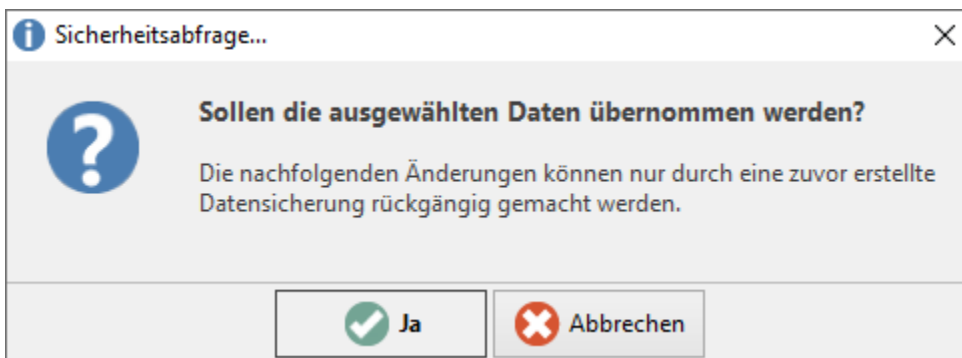 Sicherheitsabfrage...
Sollen die ausgewählten Daten übernommen werden?
Die nachfolgenden Änderungen können nur durch eine zuvor erstellte
Datensicherung rückgängig gemacht werden.
Ja
Abbrechen